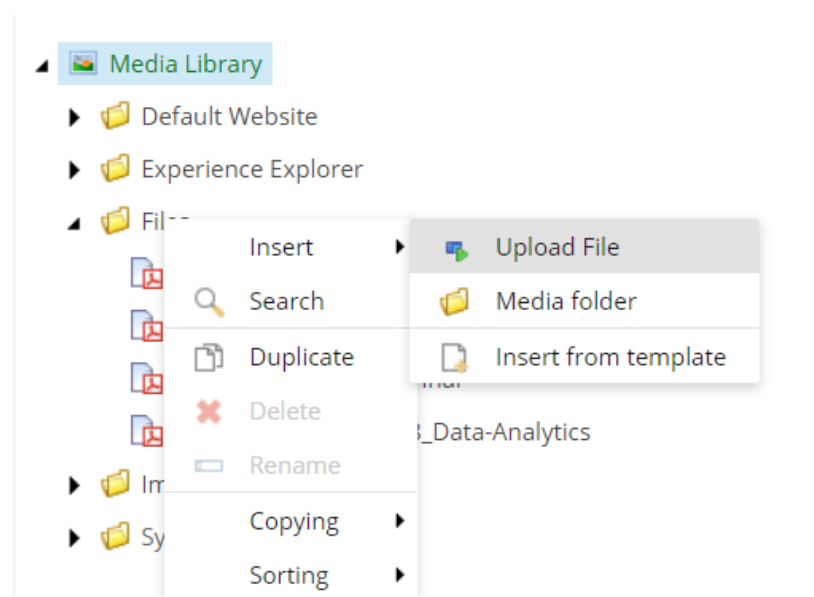 Media Library
Default Website
Experience Explorer
Files
Insert
Upload File
Search
Media folder
Duplicate
Insert from template
Delete
_Data-Analytics
Rename
Copying
Sorting